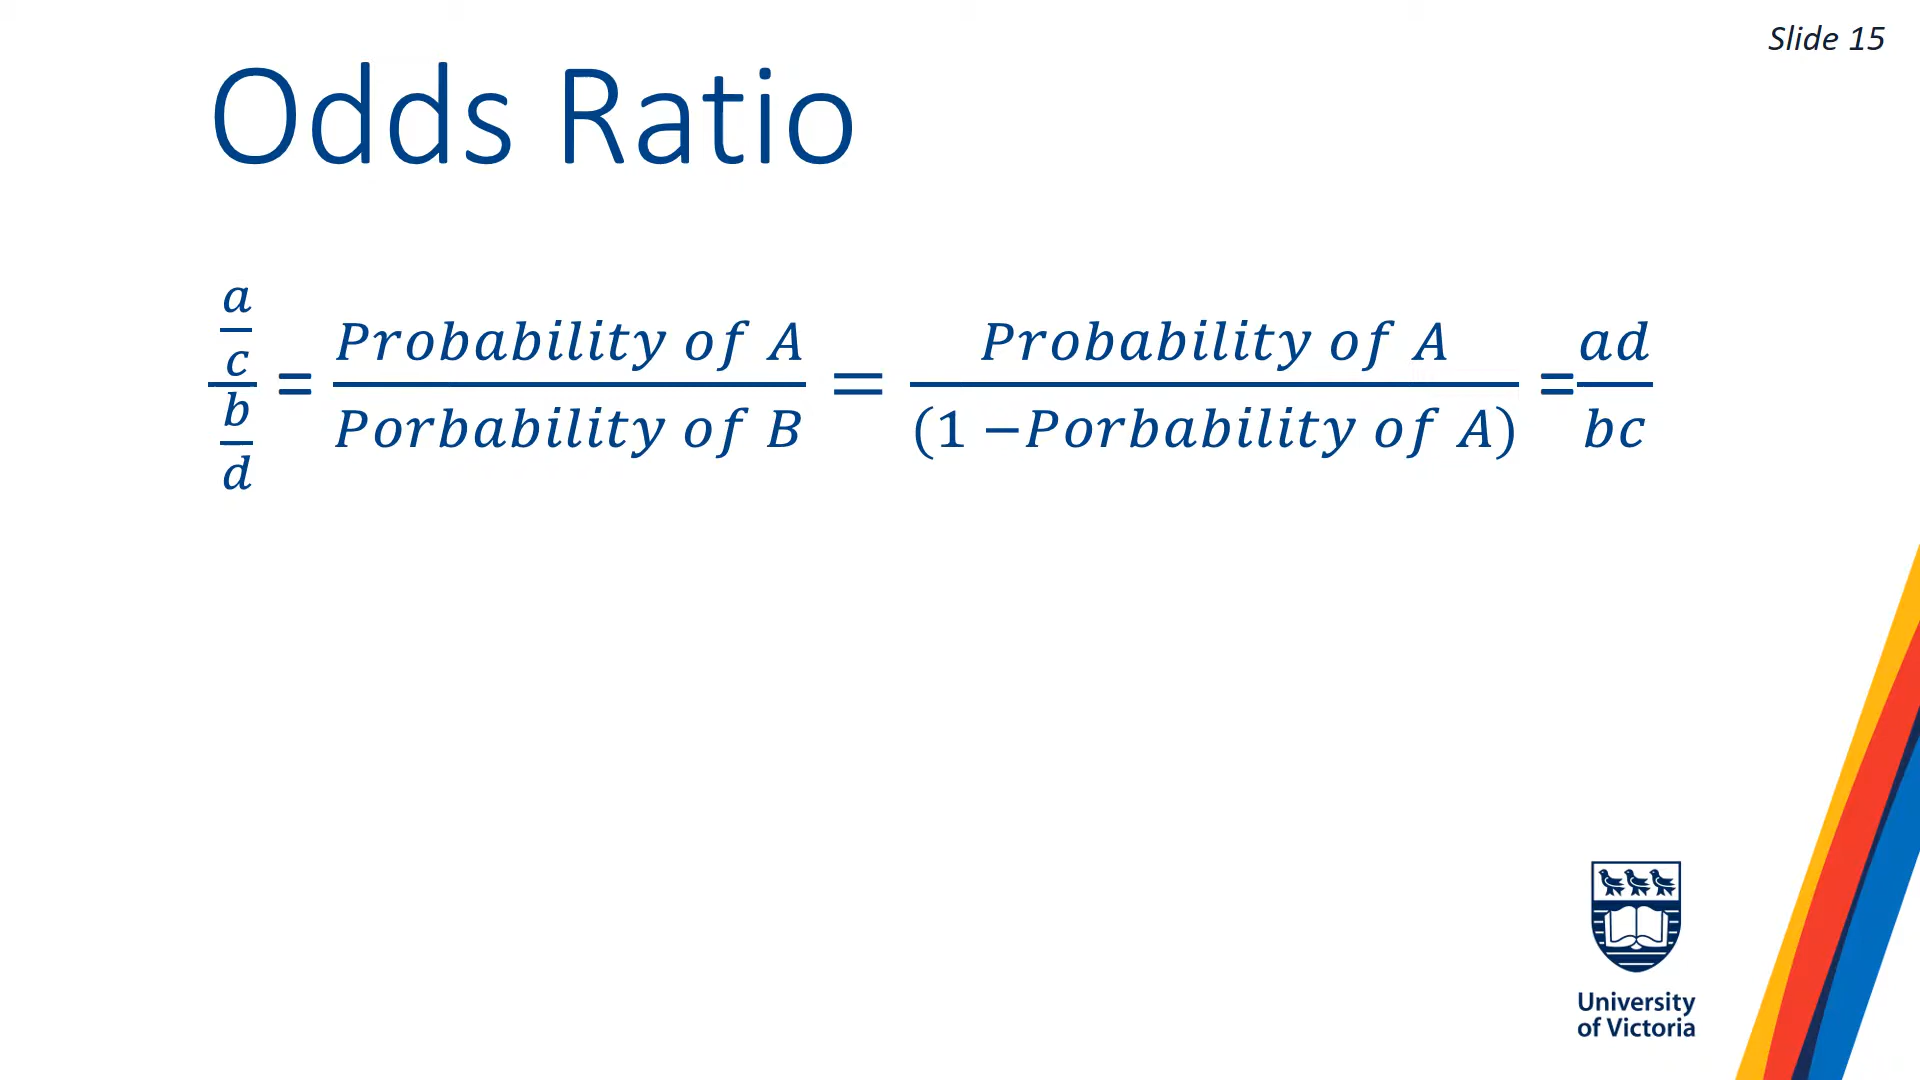 Slide 15
Odds Ratio
a/c / b/d = Probability of A / Porbability of B = Probability of A / (1 −Porbability of A) = ad / bc
University
of Victoria